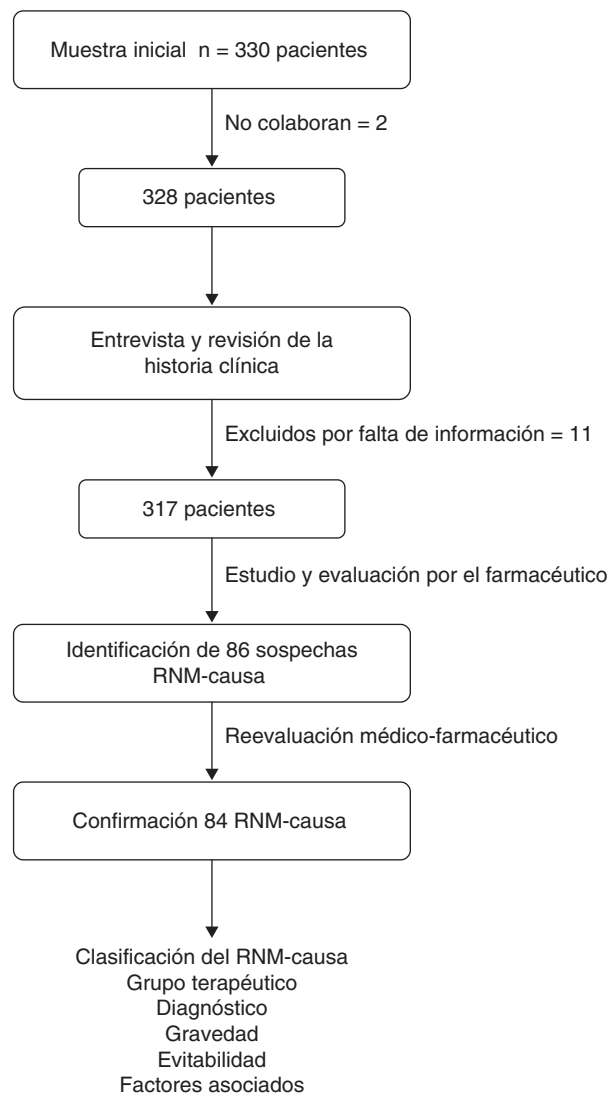 Muestra inicial n = 330 pacientes
No colaboran = 2
328 pacientes
Entrevista y revisión de la
historia clínica
Excluidos por falta de información = 11
317 pacientes
Estudio y evaluación por el farmacéutico
Identificación de 86 sospechas
RNM-causa
Reevaluación médico-farmacéutico
Confirmación 84 RNM-causa
Clasificación del RNM-causa
Grupo terapéutico
Diagnóstico
Gravedad
Evitabilidad
Factores asociados